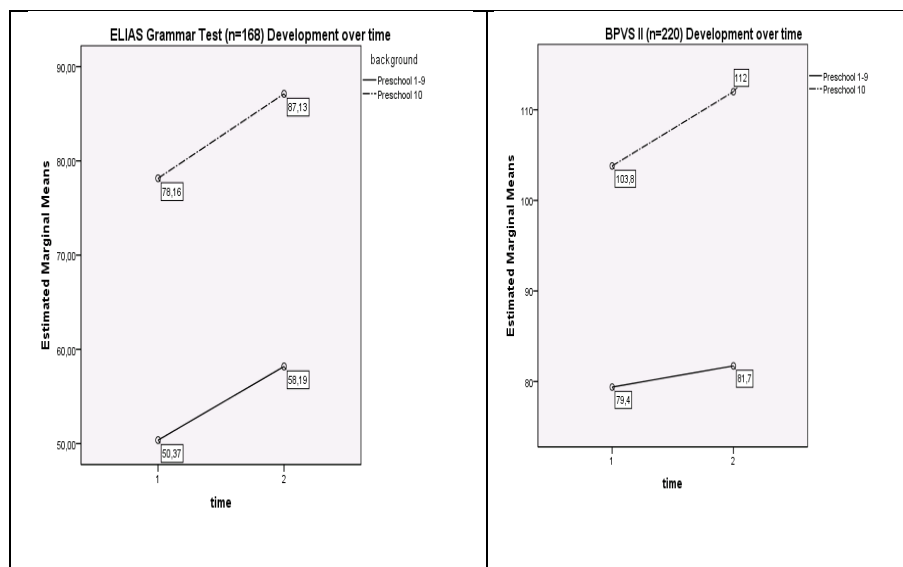 ELIAS Grammar Test (n=168) Development over time
background
Preschool 1-9
Preschool 10
90,00
80,00
70,00
60,00
50,00
Estimated Marginal Means
87,13
78,16
58,19
50,37
1
2
time
BPVS II (n=220) Development over time
Preschool 1-9
Preschool 10
110
100
90
80
Estimated Marginal Means
112
103,8
81,7
79,4
1
2
time